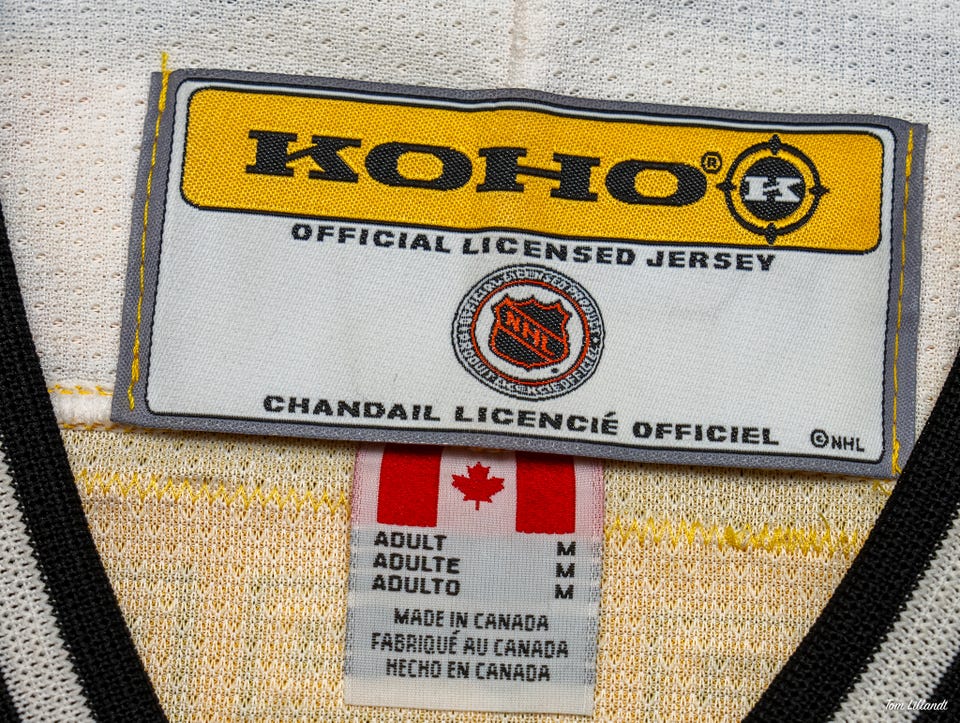 KOHO® K
OFFICIAL LICENSED JERSEY
NHL
CHANDAIL LICENCIÉ OFFICIEL ©NHL
ADULT M
ADULTE M
ADULTO M
MADE IN CANADA
FABRIQUÉ AU CANADA
HECHO EN CANADA
Tom Lillandt